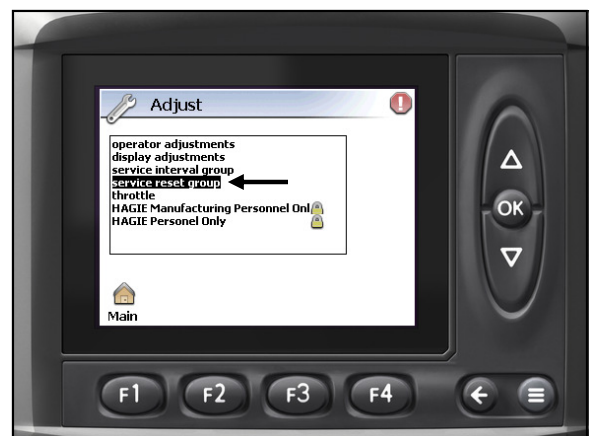 Adjust
operator adjustments
display adjustments
service interval group
service reset group
throttle
HAGIE Manufacturing Personnel Onl
HAGIE Personel Only
Main
OK
F1 F2 F3 F4